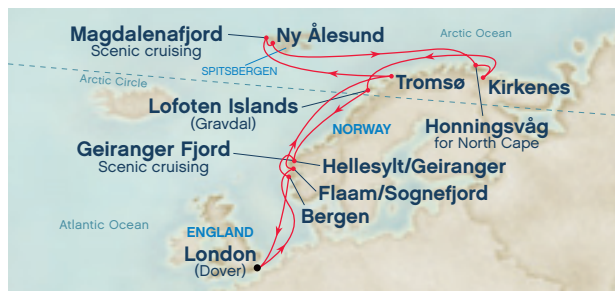 Magdalenafjord
Scenic cruising
Ny Ålesund
Arctic Ocean
SPITSBERGEN
Arctic Circle
Tromsø
Kirkenes
Lofoten Islands
(Gravdal)
Honningsvåg
for North Cape
NORWAY
Geiranger Fjord
Scenic cruising
Hellesylt/Geiranger
Flaam/Sognefjord
Bergen
Atlantic Ocean
ENGLAND
London
(Dover)